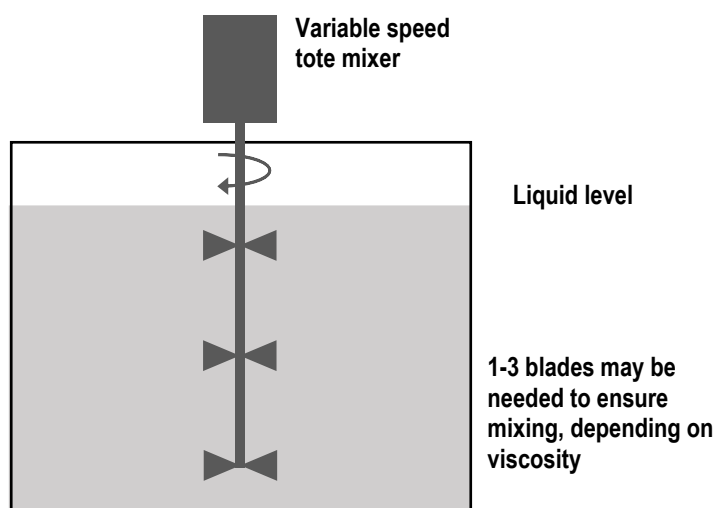 Variable speed
tote mixer
Liquid level
1-3 blades may be
needed to ensure
mixing, depending on
viscosity